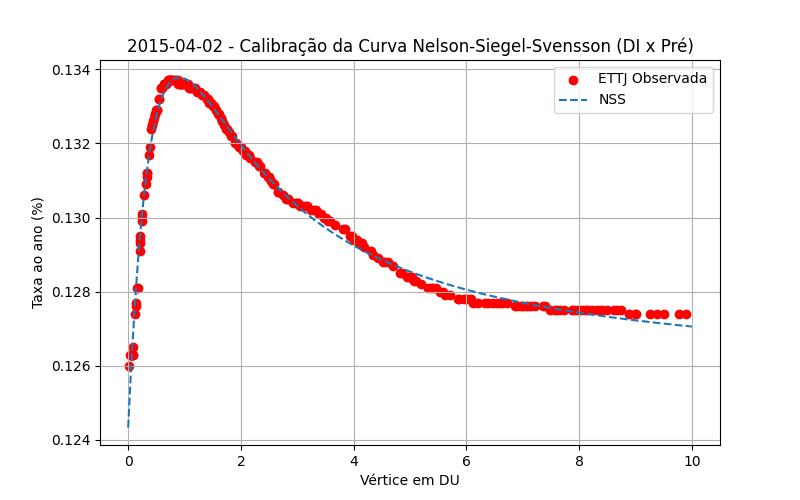 2015-04-02 - Calibração da Curva Nelson-Siegel-Svensson (DI x Pré)
Taxa ao ano (%)
0.134
0.132
0.130
0.128
0.126
0.124
ETTJ Observada
NSS
0
2
4
6
8
10
Vértice em DU